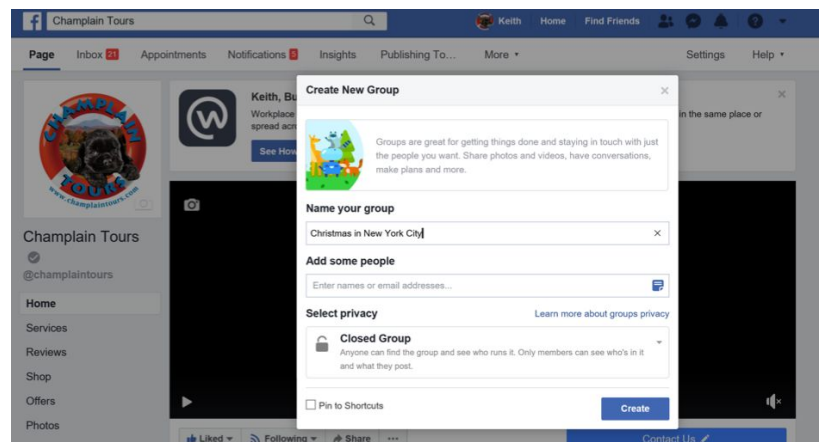 Champlain Tours
Keith Home Find Friends
Page Inbox 21 Appointments Notifications 5 Insights Publishing To... More Settings Help
CHAMPLAIN
TOURS
www.champlaintours.com
Champlain Tours
@champlaintours
Home
Services
Reviews
Shop
Offers
Photos
Keith, Bu
Workplace
spread acr
See How
in the same place or
Create New Group
Groups are great for getting things done and staying in touch with just
the people you want. Share photos and videos, have conversations,
make plans and more.
Name your group
Christmas in New York City
Add some people
Enter names or email addresses...
Select privacy
Learn more about groups privacy
Closed Group
Anyone can find the group and see who runs it. Only members can see who's in it
and what they post.
Pin to Shortcuts
Create
Liked Following Share ...
Contact Us